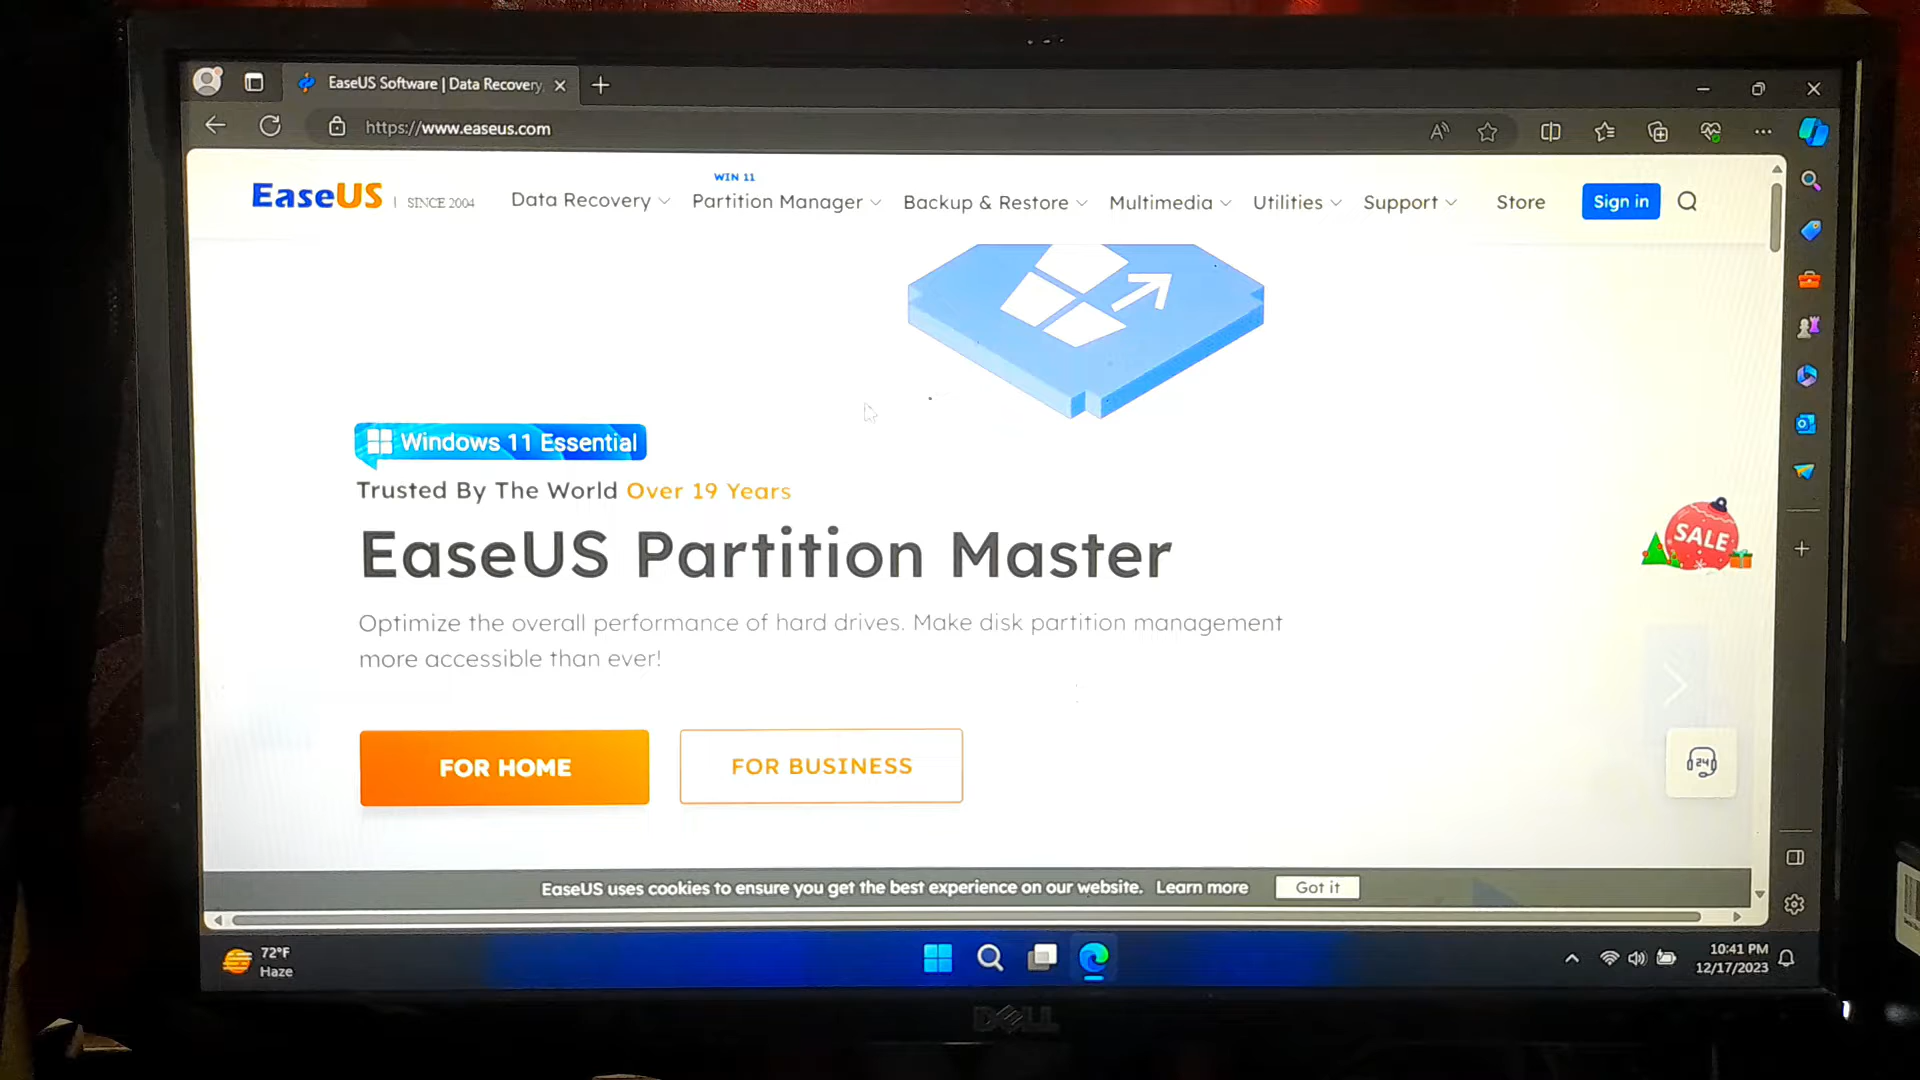 EaseUS Software | Data Recovery,
https://www.easeus.com
EaseUS | SINCE 2004
Data Recovery
WIN 11
Partition Manager
Backup & Restore
Multimedia
Utilities
Support
Store
Sign in
Windows 11 Essential
Trusted By The World Over 19 Years
EaseUS Partition Master
Optimize the overall performance of hard drives. Make disk partition management
more accessible than ever!
SALE
FOR HOME
FOR BUSINESS
24
EaseUS uses cookies to ensure you get the best experience on our website. Learn more
Got it
72°F
Haze
10:41 PM
12/17/2023
DELL